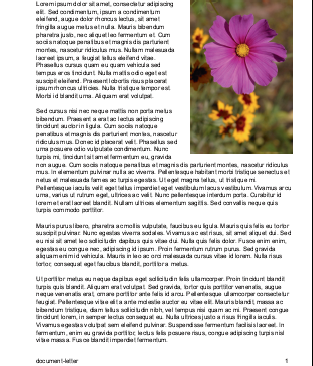 Lorem ipsum dolor sit amet, consectetur adipiscing
elit. Sed condimentum, ipsum a condimentum
eleifend, augue dolor rhoncus lectus, sit amet
fringilla augue metus et nulla. Mauris bibendum
pharetra justo, nec aliquet leo fermentum et. Cum
sociis natoque penatibus et magnis dis parturient
montes, nascetur ridiculus mus. Nullam malesuada
laoreet ipsum, a feugiat tellus eleifend vitae.
Phasellus cursus quam eu quam vehicula sed
tempus eros tincidunt. Nulla mattis odio eget est
suscipit eleifend. Praesent lobortis risus placerat
ipsum rhoncus ultricies. Nulla tristique tempor est.
Morbi id blandit urna. Aliquam erat volutpat.
Sed cursus nisi nec neque mattis non porta metus
bibendum. Praesent a erat ac lectus adipiscing
tincidunt auctor in ligula. Cum sociis natoque
penatibus et magnis dis parturient montes, nascetur
ridiculus mus. Donec id placerat velit. Phasellus sed
urna posuere odio vulputate condimentum. Nunc
turpis mi, tincidunt sit amet fermentum eu, gravida
non augue. Cum sociis natoque penatibus et magnis dis parturient montes, nascetur ridiculus
mus. In elementum pulvinar nulla ac viverra. Pellentesque habitant morbi tristique senectus et
netus et malesuada fames ac turpis egestas. Ut eget magna tellus, ut tristique mi.
Pellentesque iaculis velit eget tellus imperdiet eget vestibulum lacus vestibulum. Vivamus arcu
urna, varius ut rutrum eget, ultrices ac velit. Nunc pellentesque interdum porta. Curabitur id
lorem et erat laoreet blandit. Nullam ultrices elementum sagittis. Sed convallis neque quis
turpis commodo porttitor.
Mauris purus libero, pharetra ac mollis vulputate, faucibus eu ligula. Mauris quis felis eu tortor
suscipit pulvinar. Nunc egestas viverra sodales. Vivamus ac est risus, sit amet aliquet dui. Sed
eu nisi sit amet leo sollicitudin dapibus quis vitae dui. Nulla quis felis dolor. Fusce enim enim,
egestas eu congue nec, adipiscing id ipsum. Proin fermentum rutrum purus. Sed gravida
aliquam enim id vehicula. Mauris in leo ac orci malesuada cursus vitae id lorem. Nulla risus
tortor, consequat eget faucibus blandit, porttitor a metus.
Ut porttitor metus eu neque dapibus eget sollicitudin felis ullamcorper. Proin tincidunt blandit
turpis quis blandit. Aliquam erat volutpat. Sed gravida, tortor quis porttitor venenatis, augue
neque venenatis erat, ornare porttitor ante felis id arcu. Pellentesque ullamcorper consectetur
feugiat. Pellentesque vitae elit a ante molestie auctor eu vitae elit. Mauris blandit, massa ac
bibendum tristique, diam tellus sollicitudin nibh, vel tempus nisi quam ac mi. Praesent congue
tincidunt lorem, in semper lectus consequat eu. Nulla ultrices justo a risus fringilla iaculis.
Vivamus egestas volutpat sem eleifend pulvinar. Suspendisse fermentum facilisis laoreet. In
fermentum, enim eu gravida porttitor, lectus felis posuere risus, congue adipiscing turpis nisl
vitae massa. Fusce blandit imperdiet fermentum.
document-letter 1